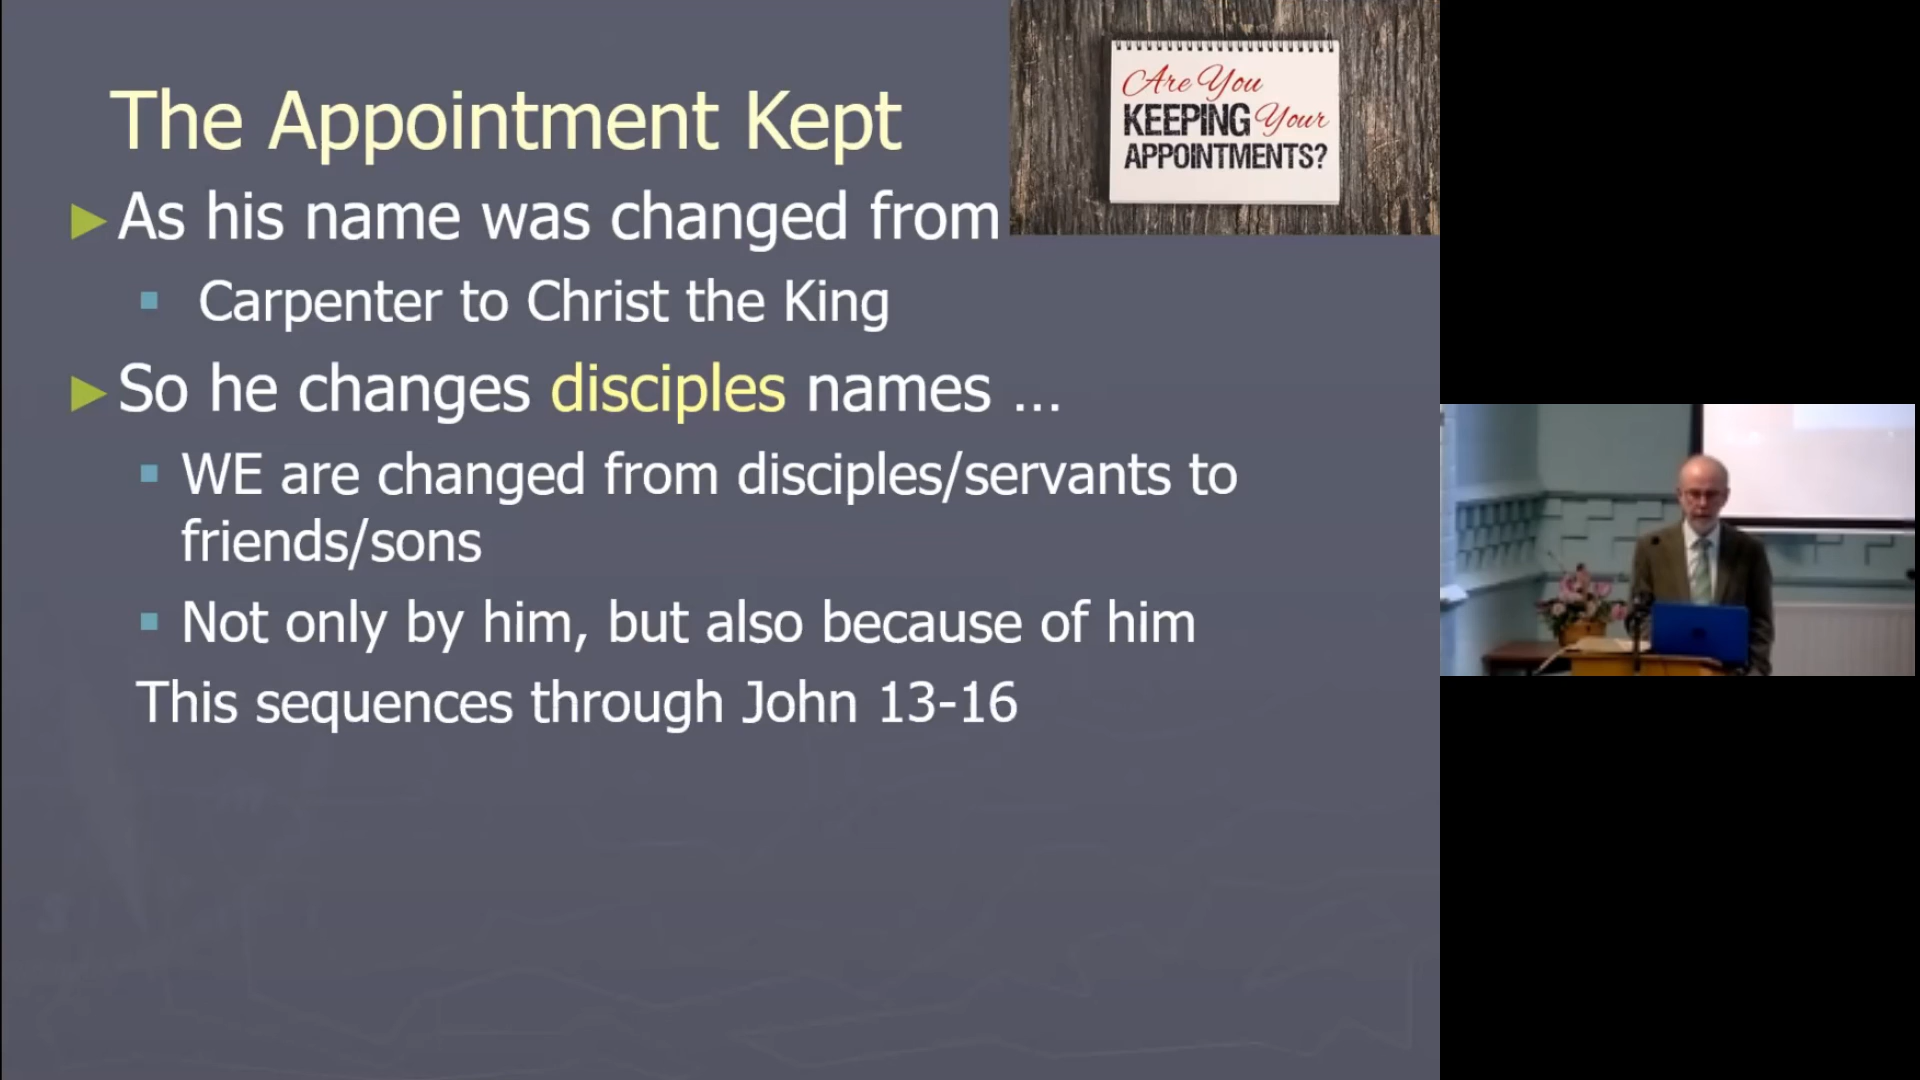 The Appointment Kept
As his name was changed from
Carpenter to Christ the King
So he changes disciples names ...
WE are changed from disciples/servants to
friends/sons
Not only by him, but also because of him
This sequences through John 13-16
Are You
KEEPING Your
APPOINTMENTS?